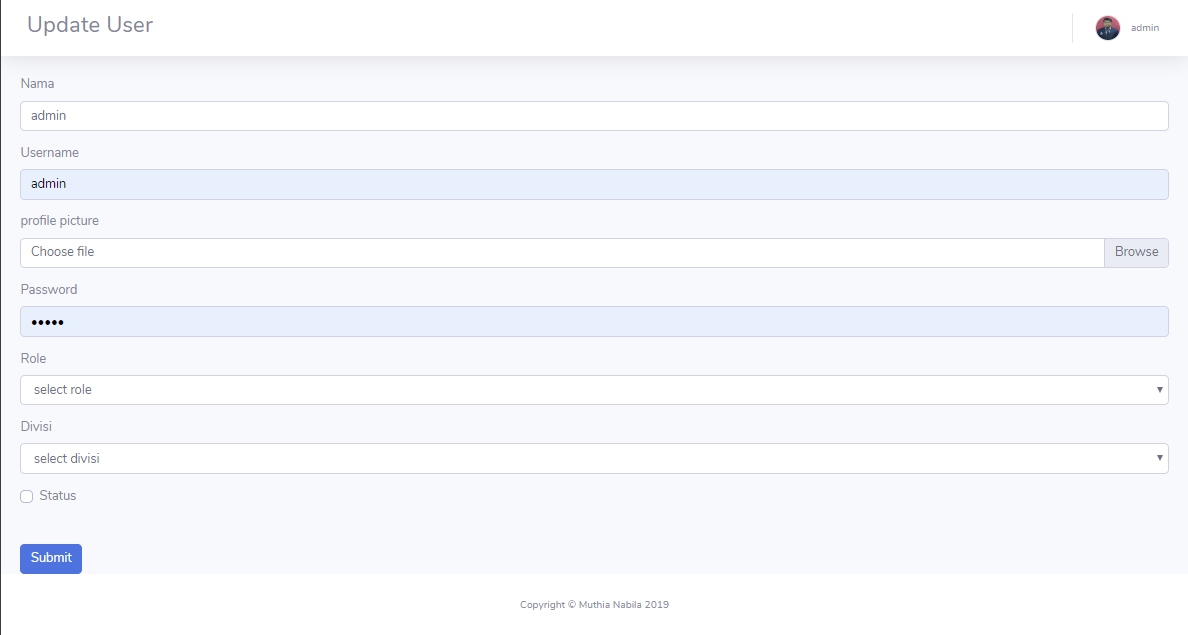 Update User
admin
Nama
admin
Username
admin
profile picture
Choose file
Browse
Password
•••••
Role
select role
Divisi
select divisi
Status
Submit
Copyright © Muthia Nabila 2019